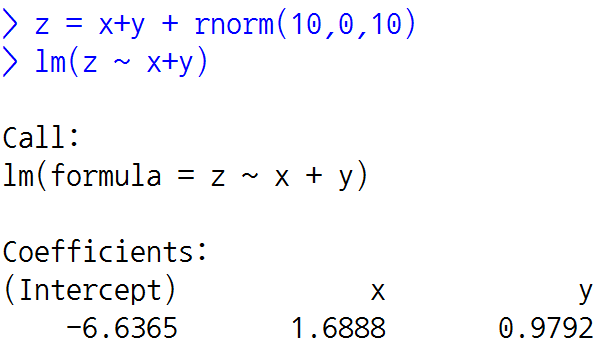 > z = x+y + rnorm(10,0,10)
> lm(z ~ x+y)
Call:
lm(formula = z ~ x + y)
Coefficients:
(Intercept) x y
-6.6365 1.6888 0.9792